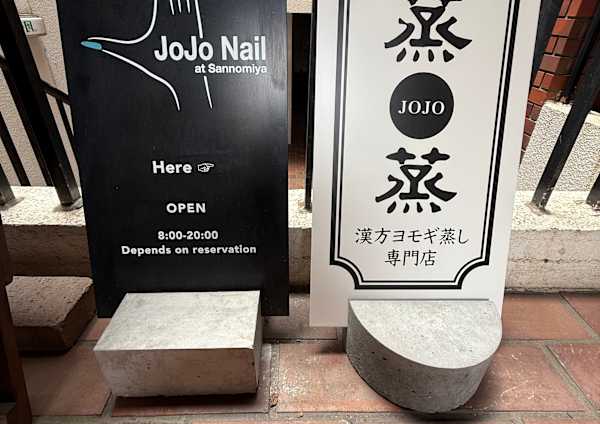 JoJo Nail
at Sannomiya
Here ☞
OPEN
8:00-20:00
Depends on reservation
蒸
JOJO
蒸
漢方ヨモギ蒸し
専門店